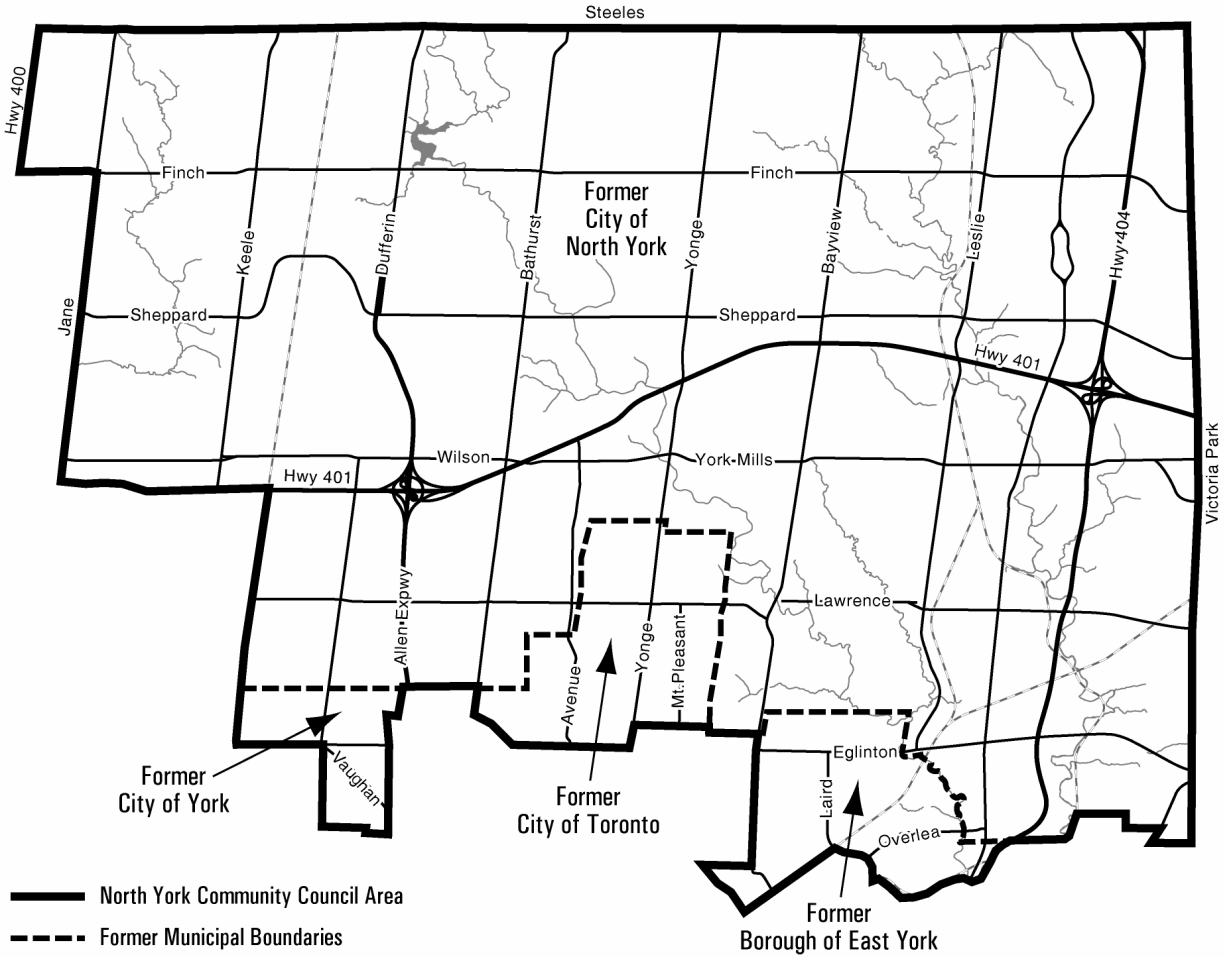 Steeles
Hwy 400
Finch
Finch
Former
City of
North York
Keele
Dufferin
Bathurst
Yonge
Bayview
Leslie
Hwy 404
Jane
Sheppard
Sheppard
Hwy 401
Wilson
York Mills
Hwy 401
Victoria Park
Allen Expwy
Lawrence
Avenue
Yonge
Mt.Pleasant
Vaughan
Eglinton
Laird
Overlea
Former
City of York
Former
City of Toronto
Former
Borough of East York
North York Community Council Area
Former Municipal Boundaries